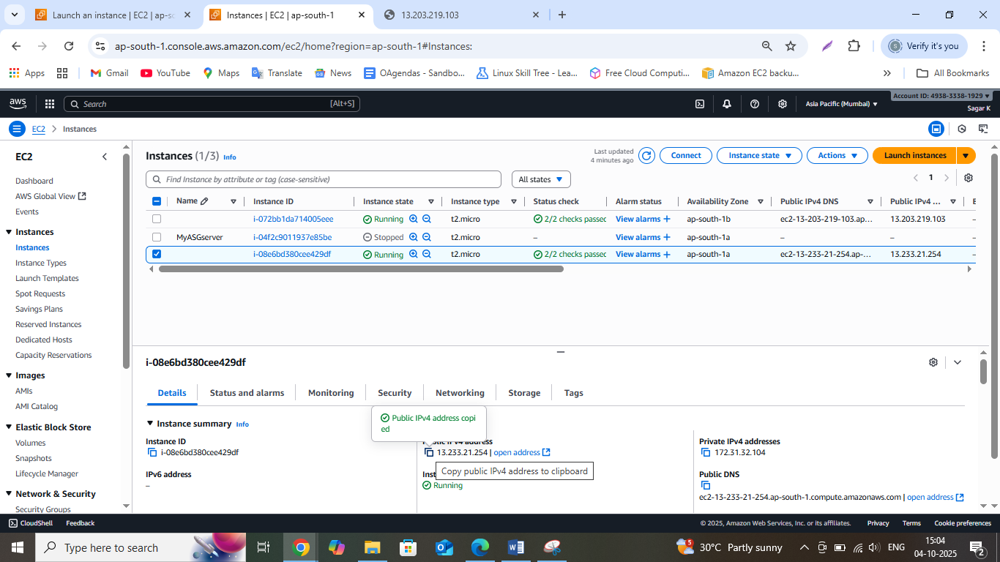 Launch an instance | EC2 | ap-so
Instances | EC2 | ap-south-1
13.203.219.103
ap-south-1.console.aws.amazon.com/ec2/home?region=ap-south-1#Instances:
Verify it's you
Apps
Gmail
YouTube
Maps
Translate
News
OAgendas - Sandbo...
Linux Skill Tree - Lea...
Free Cloud Computi...
Amazon EC2 backu...
All Bookmarks
aws
Search
[Alt+S]
Asia Pacific (Mumbai)
Account ID: 4938-3338-1929
Sagar K
EC2
Instances
EC2
Dashboard
AWS Global View
Events
Instances
Instances
Instance Types
Launch Templates
Spot Requests
Savings Plans
Reserved Instances
Dedicated Hosts
Capacity Reservations
Images
AMIs
AMI Catalog
Elastic Block Store
Volumes
Snapshots
Lifecycle Manager
Network & Security
Security Groups
Instances (1/3) Info
Last updated
4 minutes ago
Connect
Instance state
Actions
Launch instances
Find Instance by attribute or tag (case-sensitive)
All states
1
Name Instance ID Instance state Instance type Status check Alarm status Availability Zone Public IPv4 DNS Public IPv4 ... E
i-072bb1da714005eee Running t2.micro 2/2 checks passed View alarms + ap-south-1b ec2-13-203-219-103.ap... 13.203.219.103 –
MyASGserver i-04f2c9011937e85be Stopped t2.micro – View alarms + ap-south-1a – – –
i-08e6bd380cee429df Running t2.micro 2/2 checks passed View alarms + ap-south-1a ec2-13-233-21-254.ap-... 13.233.21.254 –
i-08e6bd380cee429df
Details
Status and alarms
Monitoring
Security
Networking
Storage
Tags
Public IPv4 address copi
ed
Instance summary Info
Instance ID
i-08e6bd380cee429df
IPv6 address
–
Public IPv4 address
13.233.21.254 | open address
Copy public IPv4 address to clipboard
Inst
Running
Private IPv4 addresses
172.31.32.104
Public DNS
ec2-13-233-21-254.ap-south-1.compute.amazonaws.com | open address
CloudShell
Feedback
© 2025, Amazon Web Services, Inc. or its affiliates.
Privacy
Terms
Cookie preferences
Type here to search
5
30°C Partly sunny
ENG
15:04
04-10-2025
2